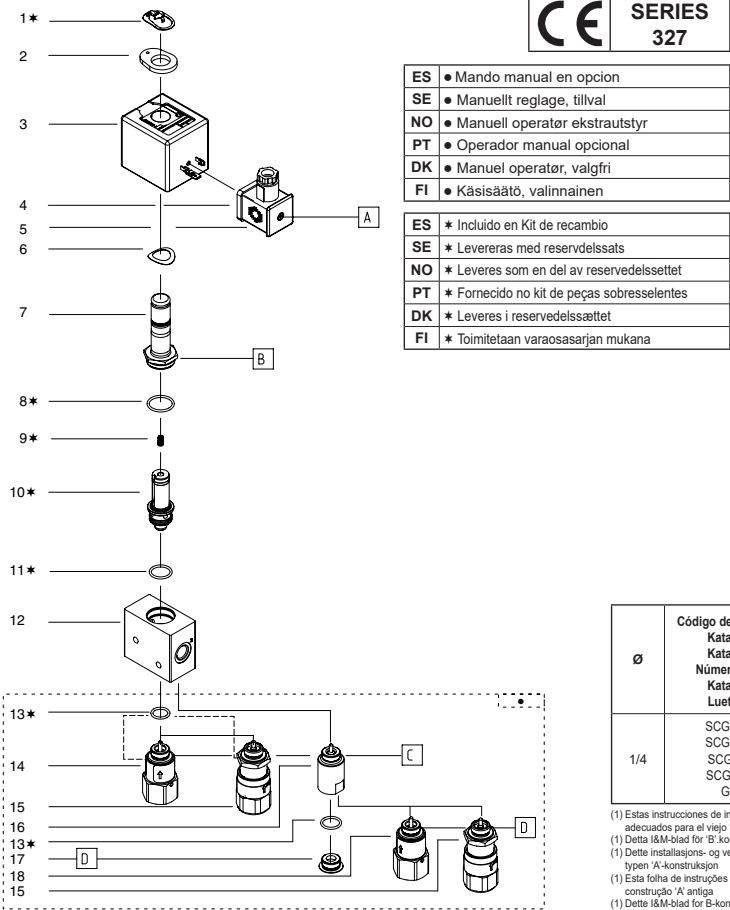 CE
SERIES
327
ES ● Mando manual en opcion
SE ● Manuellt reglage, tillval
NO ● Manuell operatør ekstrautstyr
PT ● Operador manual opcional
DK ● Manuel operatør, valgfri
FI ● Käsisäätö, valinnainen
ES ✶ Incluido en Kit de recambio
SE ✶ Levereras med reservdelssats
NO ✶ Leveres som en del av reservedelssettet
PT ✶ Fornecido no kit de peças sobresselentes
DK ✶ Leveres i reservedelssættet
FI ✶ Toimitetaan varaosasarjan mukana
1✶
2
3
4
5
A
6
7
B
8✶
9✶
10✶
11✶
12
13✶
●
14
C
15
16
13✶
D
17
D
18
15
Ø
Código de
Kata
Kata
Númer
Kata
Luet
1/4
SCG
SCG
SCG
SCG
G
(1) Estas instrucciones de in
adecuados para el viejo
(1) Detta I&M-blad för 'B'.ko
(1) Dette installasjons- og ve
typen 'A'-konstruksjon
(1) Esta folha de instruções
construção 'A' antiga
(1) Dette I&M-blad for B-kon